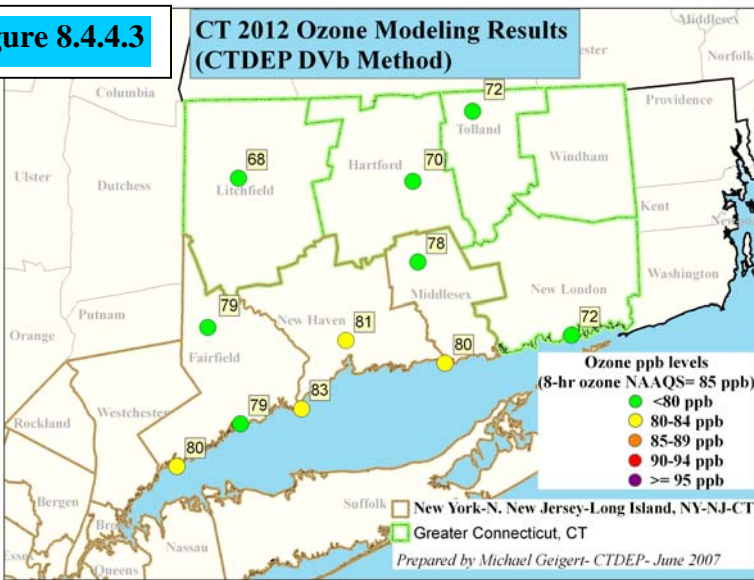 gure 8.4.4.3
CT 2012 Ozone Modeling Results
(CTDEP DVb Method)
Middlesex
ester
Norfolk
Columbia
72
Tolland
Providence
Ulster
Dutchess
68
Litchfield
Hartford
70
Windham
Kent
78
Middlesex
Washington
New London
72
Putnam
Orange
79
Fairfield
New Haven
81
80
Rockland
Westchester
83
79
80
Bergen
Suffolk
Nassau
Queens
Ozone ppb levels
(8-hr ozone NAAQS= 85 ppb)
<80 ppb
80-84 ppb
85-89 ppb
90-94 ppb
>= 95 ppb
New York-N. New Jersey-Long Island, NY-NJ-CT
Greater Connecticut, CT
Prepared by Michael Geigert- CTDEP- June 2007